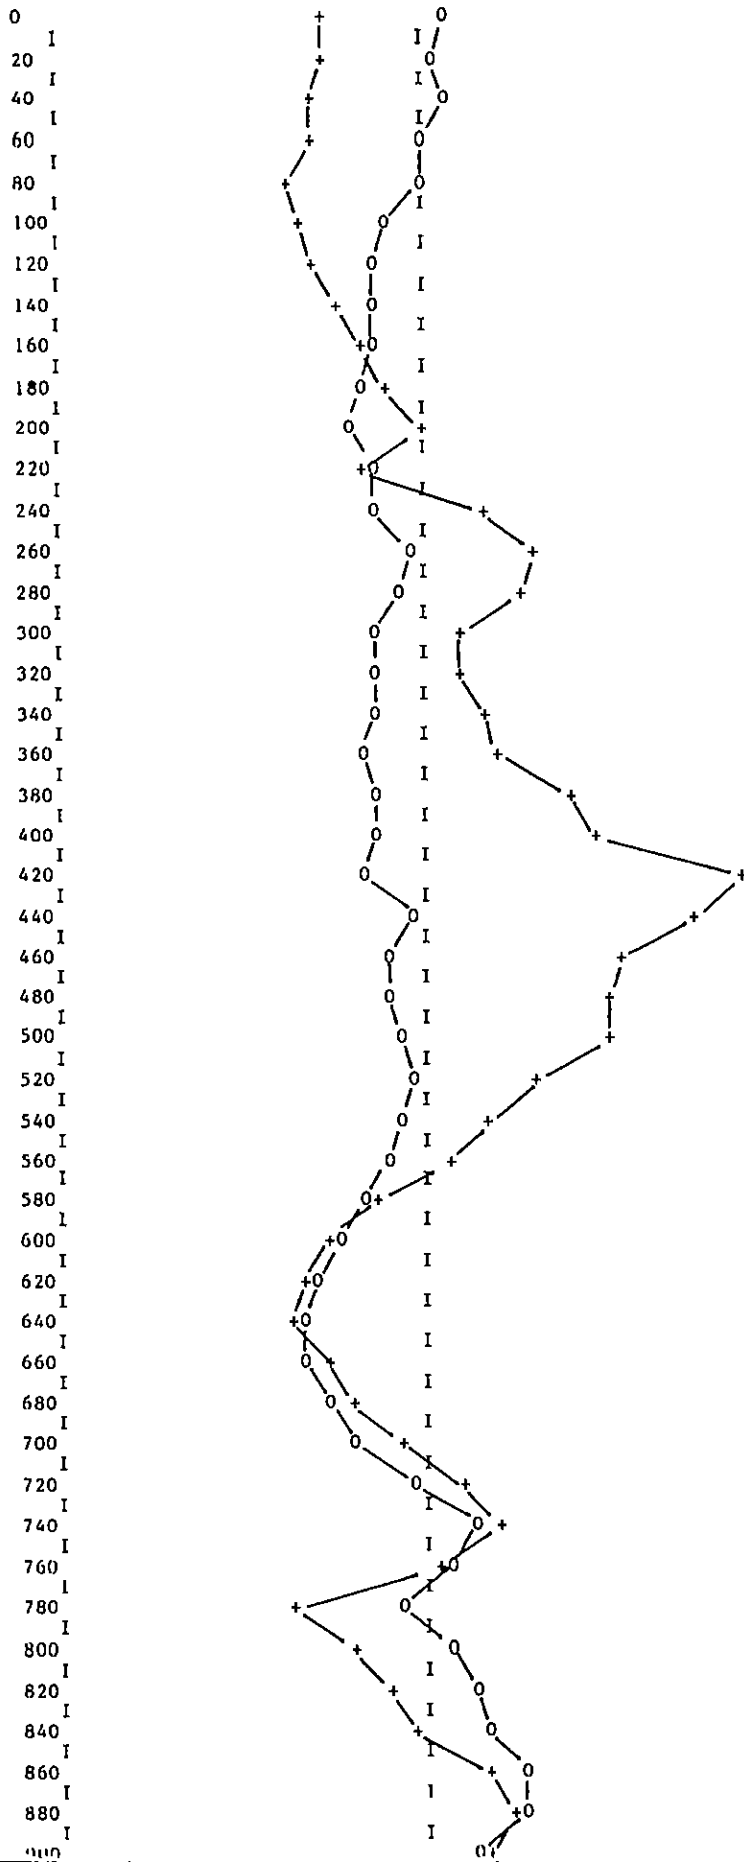 0 + O
I I
20 + O
I I
40 + O
I I
60 + O
I
80 + O
I I
100 + O
I I
120 + O
I I
140 + O
I I
160 + O I
I I
180 O +
I I
200 O +
I I
220 + O
I I
240 O +
I I
260 O +
I I
280 O +
I I
300 O +
I I
320 O +
I I
340 O +
I I
360 O +
I I
380 O +
I I
400 O +
I I
420 O +
I I
440 O +
I I
460 O +
I I
480 O +
I I
500 O +
I I
520 O +
I I
540 O +
I I
560 O +
I I
580 O +
I I
600 + O
I I
620 + O
I I
640 + O
I I
660 O +
I I
680 O +
I I
700 O +
I I
720 O +
I I
740 O +
I I
760 + O
I I
780 + O
I I
800 + O
I I
820 + O
I I
840 + O
I I
860 + O
I I
880 + O
I I
900 O +